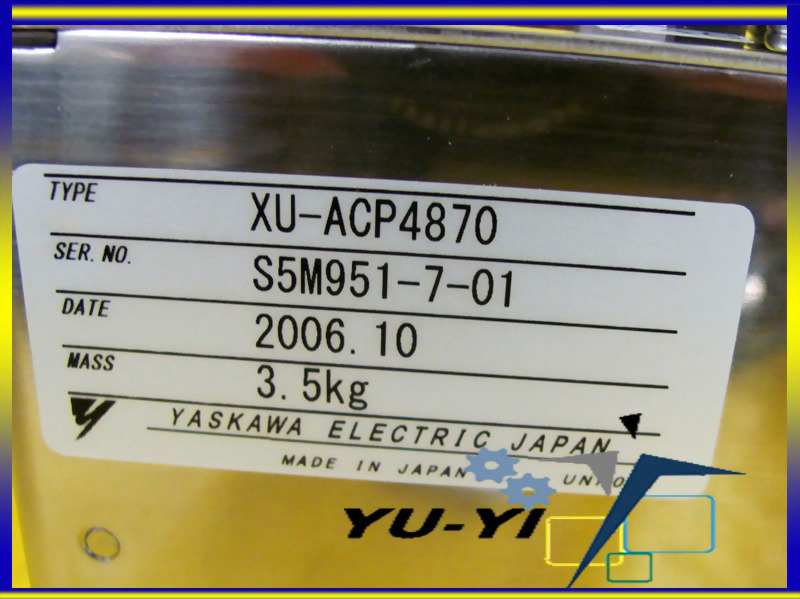 TYPE XU-ACP4870
SER. NO. S5M951-7-01
DATE 2006.10
MASS 3.5kg
YASKAWA ELECTRIC JAPAN
MADE IN JAPAN
YU-YI